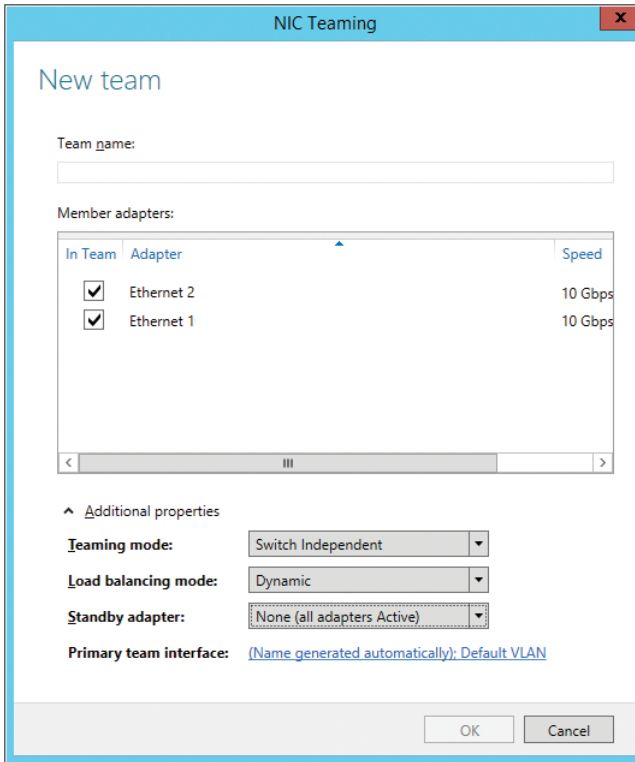 NIC Teaming
x
New team
Team name:
Member adapters:
In Team Adapter Speed
Ethernet 2 10 Gbps
Ethernet 1 10 Gbps
Additional properties
Teaming mode: Switch Independent
Load balancing mode: Dynamic
Standby adapter: None (all adapters Active)
Primary team interface: (Name generated automatically); Default VLAN
OK Cancel